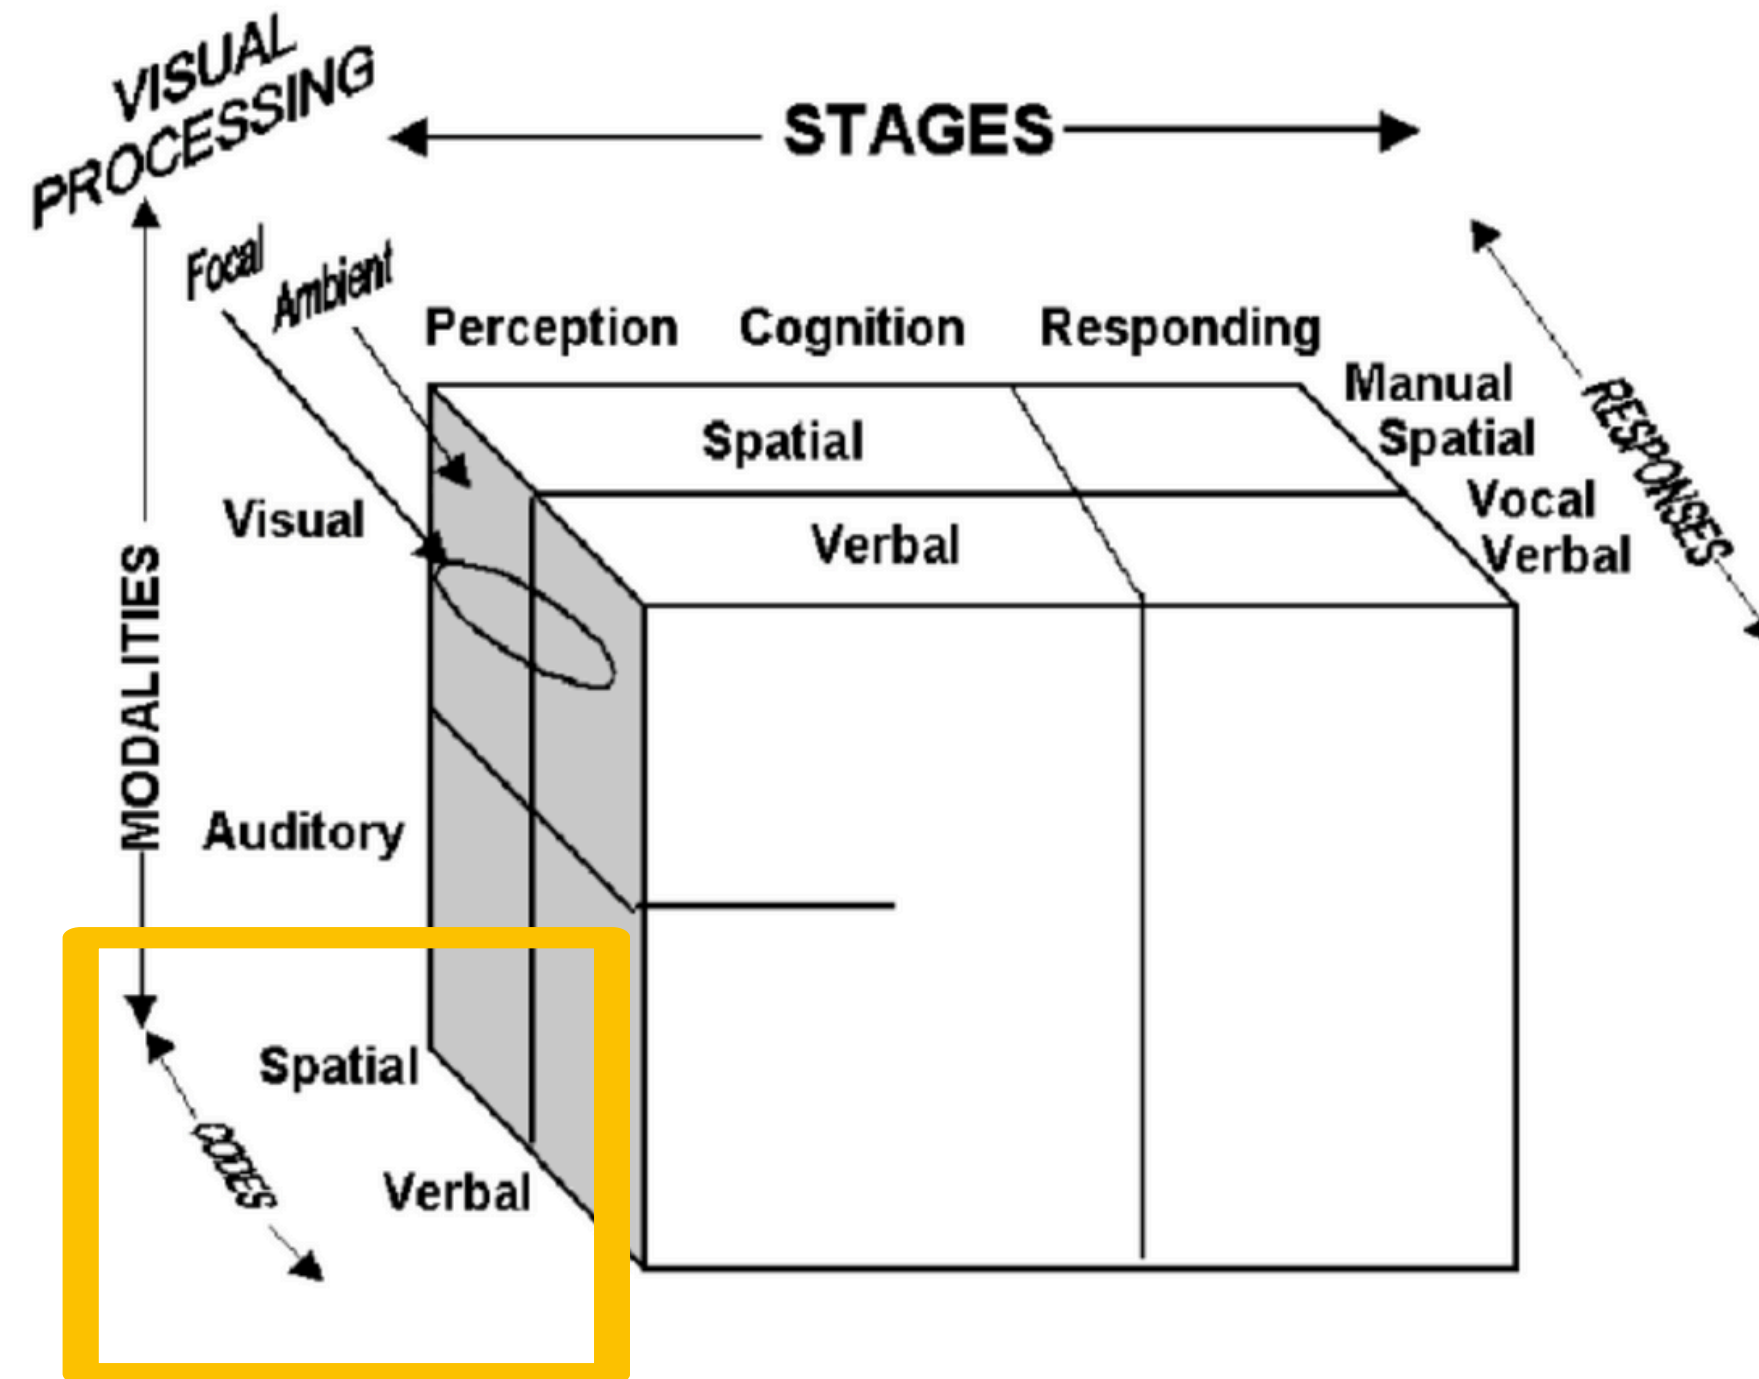 VISUAL
PROCESSING
STAGES
Focal
Ambient
Perception Cognition Responding
Manual
Spatial
Vocal
Verbal
RESPONSES
Spatial
Verbal
Visual
MODALITIES
Auditory
Spatial
CODES
Verbal